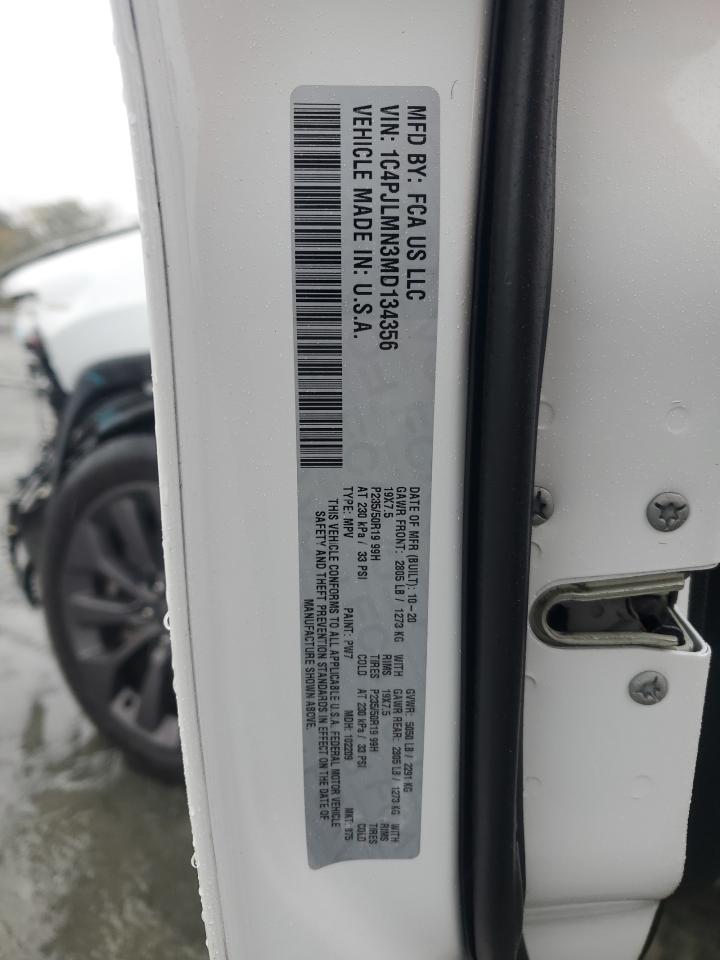 MFD BY: FCA US LLC
VIN: 1C4PJLMN3MD134356
VEHICLE MADE IN: U.S.A.
DATE OF MFR (BUILT): 10-20 GVWR: 5050 LB / 2291 KG
GAWR FRONT: 2805 LB / 1273 KG WITH GAWR REAR: 2805 LB / 1273 KG WITH
19X7.5 RIMS 19X7.5 RIMS
P235/50R19 99H TIRES P235/50R19 99H TIRES
AT 230 kPa / 33 PSI COLD AT 230 kPa / 33 PSI COLD
TYPE: MPV PAINT: PW7 MDH: 102209 MKT: 975
THIS VEHICLE CONFORMS TO ALL APPLICABLE U.S.A. FEDERAL MOTOR VEHICLE
SAFETY AND THEFT PREVENTION STANDARDS IN EFFECT ON THE DATE OF
MANUFACTURE SHOWN ABOVE.